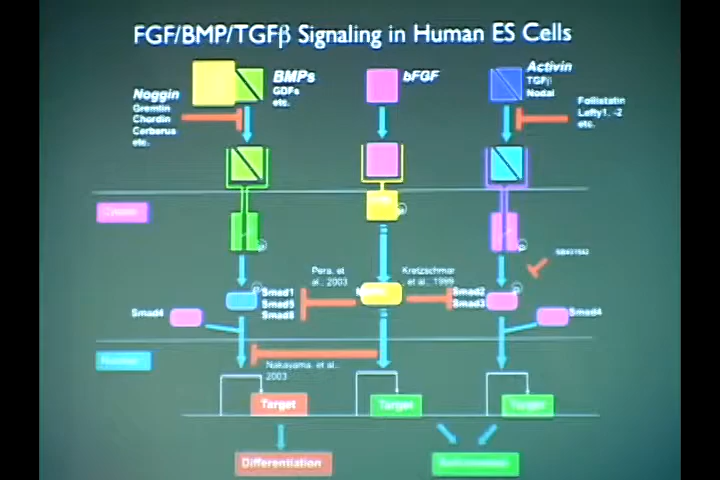 FGF/BMP/TGFβ Signaling in Human ES Cells
Noggin
Gremlin
Chordin
Cerberus
etc.
BMPs
GDFs
etc.
bFGF
Activin
TGFβ
Nodal
Follistatin
Lefty1, -2
etc.
SB431542
Pera, et
al., 2003
Kretzschmar
et al., 1999
Smad1
Smad5
Smad8
Smad2
Smad3
Smad4
Smad4
Nakayama, et al.,
2003
Target
Target
Target
Differentiation